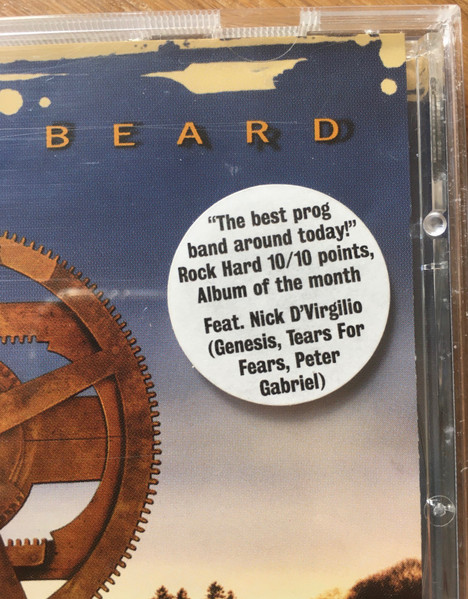 BEARD
“The best prog
band around today!”
Rock Hard 10/10 points,
Album of the month
Feat. Nick D’Virgilio
(Genesis, Tears For
Fears, Peter
Gabriel)